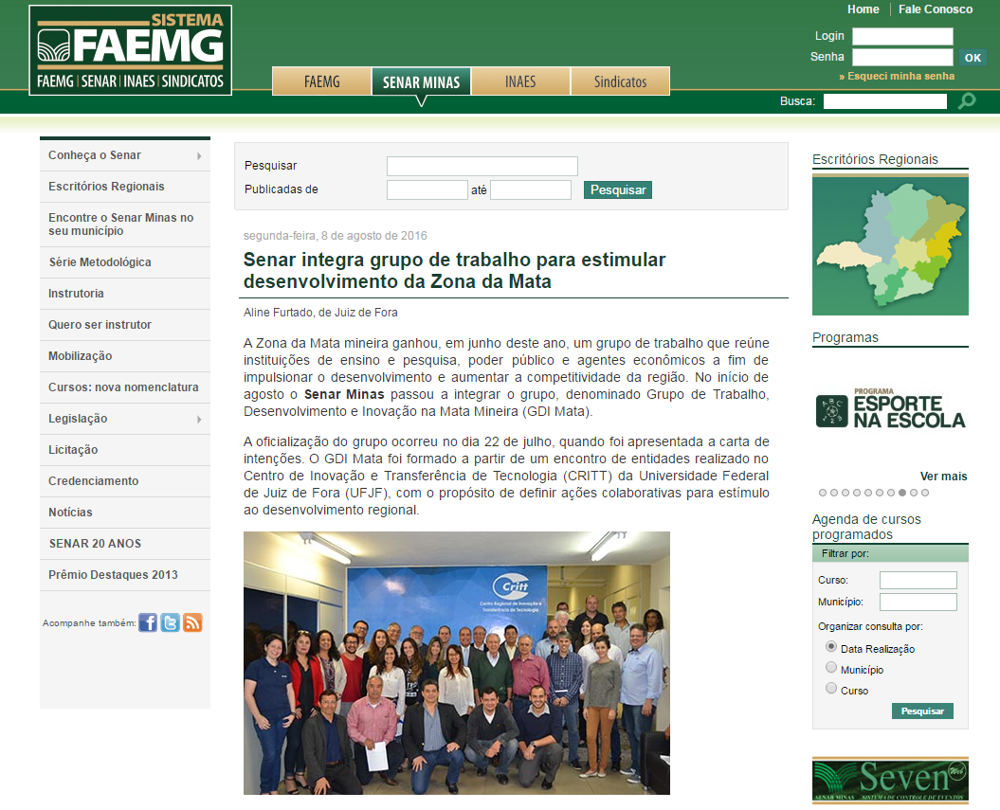 SISTEMA
FAEMG
FAEMG | SENAR | INAES | SINDICATOS
Home
Fale Conosco
Login
Senha
OK
» Esqueci minha senha
Busca:
FAEMG
SENAR MINAS
INAES
Sindicatos
Conheça o Senar
Escritórios Regionais
Encontre o Senar Minas no
seu município
Série Metodológica
Instrutoria
Quero ser instrutor
Mobilização
Cursos: nova nomenclatura
Legislação
Licitação
Credenciamento
Notícias
SENAR 20 ANOS
Prêmio Destaques 2013
Acompanhe também:
Pesquisar
Publicadas de
até
Pesquisar
segunda-feira, 8 de agosto de 2016
Senar integra grupo de trabalho para estimular
desenvolvimento da Zona da Mata
Aline Furtado, de Juiz de Fora
A Zona da Mata mineira ganhou, em junho deste ano, um grupo de trabalho que reúne
instituições de ensino e pesquisa, poder público e agentes econômicos a fim de
impulsionar o desenvolvimento e aumentar a competitividade da região. No início de
agosto o Senar Minas passou a integrar o grupo, denominado Grupo de Trabalho,
Desenvolvimento e Inovação na Mata Mineira (GDI Mata).
A oficialização do grupo ocorreu no dia 22 de julho, quando foi apresentada a carta de
intenções. O GDI Mata foi formado a partir de um encontro de entidades realizado no
Centro de Inovação e Transferência de Tecnologia (CRITT) da Universidade Federal
de Juiz de Fora (UFJF), com o propósito de definir ações colaborativas para estímulo
ao desenvolvimento regional.
Critt
Centro Regional de Inovação e
Transferência de Tecnologia
Escritórios Regionais
Programas
PROGRAMA
ESPORTE
NA ESCOLA
Ver mais
Agenda de cursos
programados
Filtrar por:
Curso:
Município:
Organizar consulta por:
Data Realização
Município
Curso
Pesquisar
Seven Web
SENAR MINAS SISTEMA DE CONTROLE DE EVENTOS